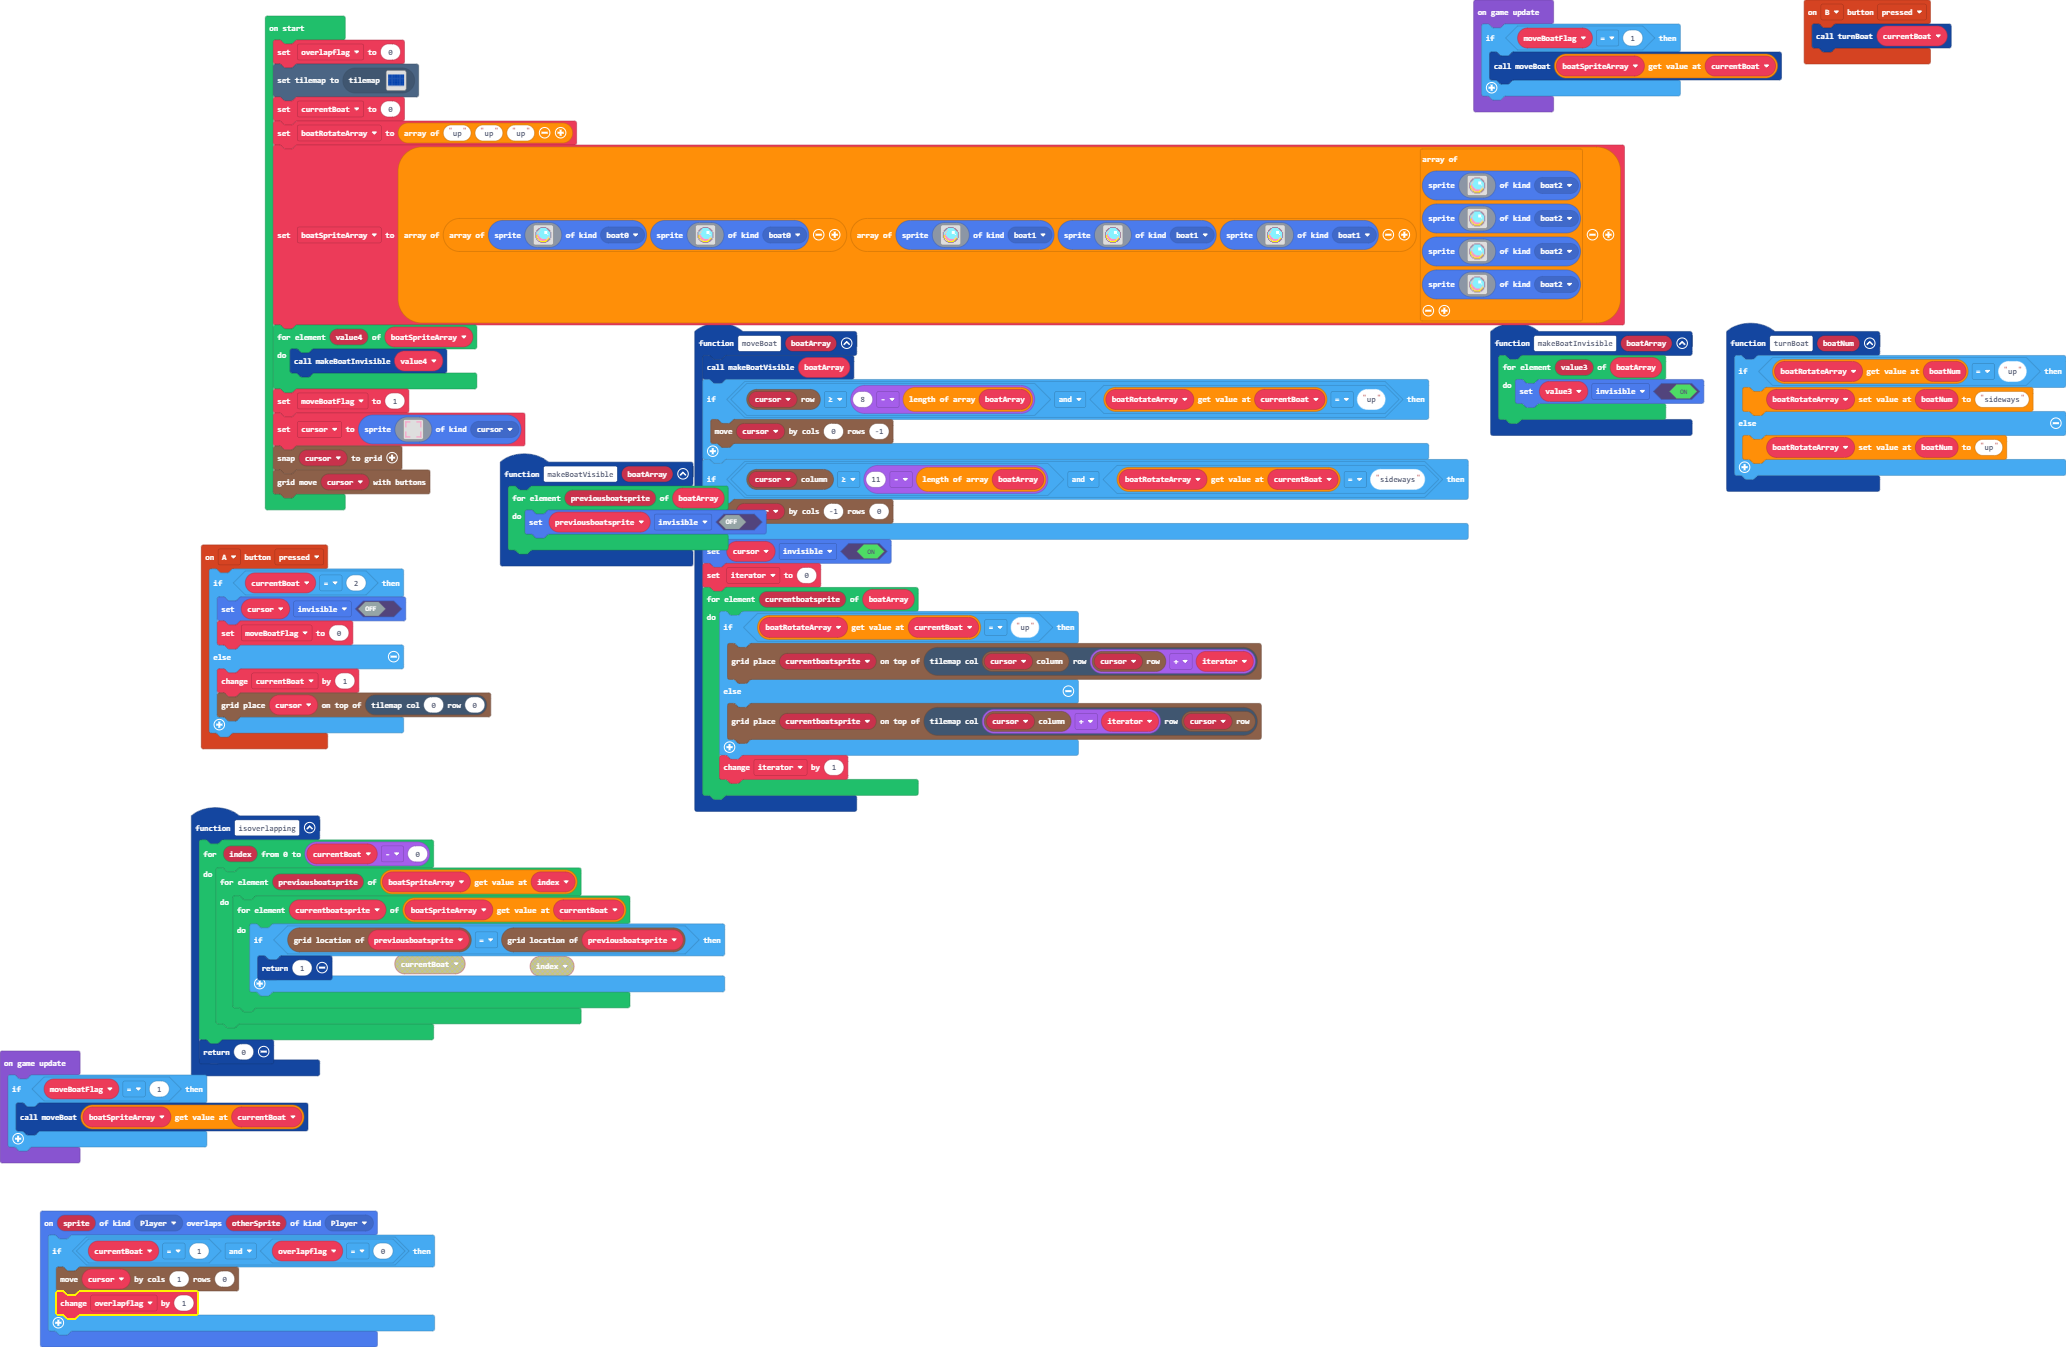 on start
set overlapflag to 0
set tilemap to tilemap
set currentBoat to 0
set boatRotateArray to array of "up" "up" "up"
set boatSpriteArray to array of array of sprite of kind boat0 sprite of kind boat0 array of sprite of kind boat1 sprite of kind boat1 sprite of kind boat1 array of
sprite of kind boat2
sprite of kind boat2
sprite of kind boat2
sprite of kind boat2
for element value4 of boatSpriteArray
do call makeBoatInvisible value4
set moveBoatFlag to 1
set cursor to sprite of kind cursor
snap cursor to grid
grid move cursor with buttons
on game update
if moveBoatFlag = 1 then
call moveBoat boatSpriteArray get value at currentBoat
on B button pressed
call turnBoat currentBoat
function moveBoat boatArray
call makeBoatVisible boatArray
if cursor row ≥ 8 - length of array boatArray and boatRotateArray get value at currentBoat = "up" then
move cursor by cols 0 rows -1
if cursor column ≥ 11 - length of array boatArray and boatRotateArray get value at currentBoat = "sideways" then
by cols -1 rows 0
set cursor invisible ON
set iterator to 0
for element currentboatsprite of boatArray
do
if boatRotateArray get value at currentBoat = "up" then
grid place currentboatsprite on top of tilemap col cursor column row cursor row + iterator
else
grid place currentboatsprite on top of tilemap col cursor column + iterator row cursor row
change iterator by 1
function makeBoatVisible boatArray
for element previousboatsprite of boatArray
do set previousboatsprite invisible OFF
function makeBoatInvisible boatArray
for element value3 of boatArray
do set value3 invisible ON
function turnBoat boatNum
if boatRotateArray get value at boatNum = "up" then
boatRotateArray set value at boatNum to "sideways"
else
boatRotateArray set value at boatNum to "up"
on A button pressed
if currentBoat = 2 then
set cursor invisible OFF
set moveBoatFlag to 0
else
change currentBoat by 1
grid place cursor on top of tilemap col 0 row 0
function isoverlapping
for index from 0 to currentBoat - 0
do
for element previousboatsprite of boatSpriteArray get value at index
do
for element currentboatsprite of boatSpriteArray get value at currentBoat
do
if grid location of previousboatsprite = grid location of previousboatsprite then
return 1
currentBoat
index
return 0
on game update
if moveBoatFlag = 1 then
call moveBoat boatSpriteArray get value at currentBoat
on sprite of kind Player overlaps otherSprite of kind Player
if currentBoat = 1 and overlapflag = 0 then
move cursor by cols 1 rows 0
change overlapflag by 1